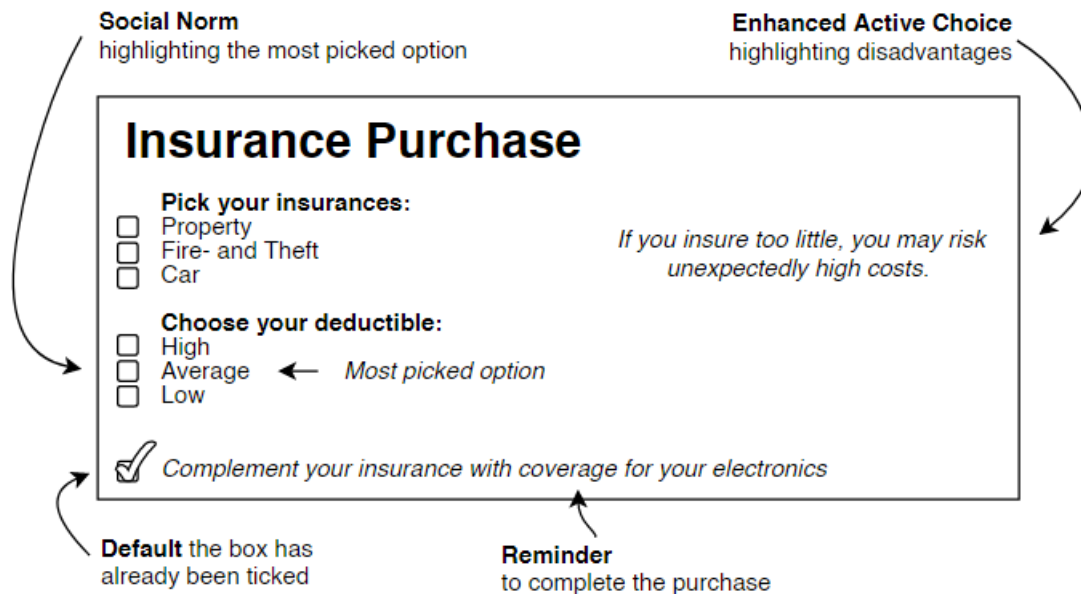 Social Norm
highlighting the most picked option
Enhanced Active Choice
highlighting disadvantages
Insurance Purchase
Pick your insurances:
Property
Fire- and Theft
Car
If you insure too little, you may risk
unexpectedly high costs.
Choose your deductible:
High
Average
Most picked option
Low
Complement your insurance with coverage for your electronics
Default the box has
already been ticked
Reminder
to complete the purchase